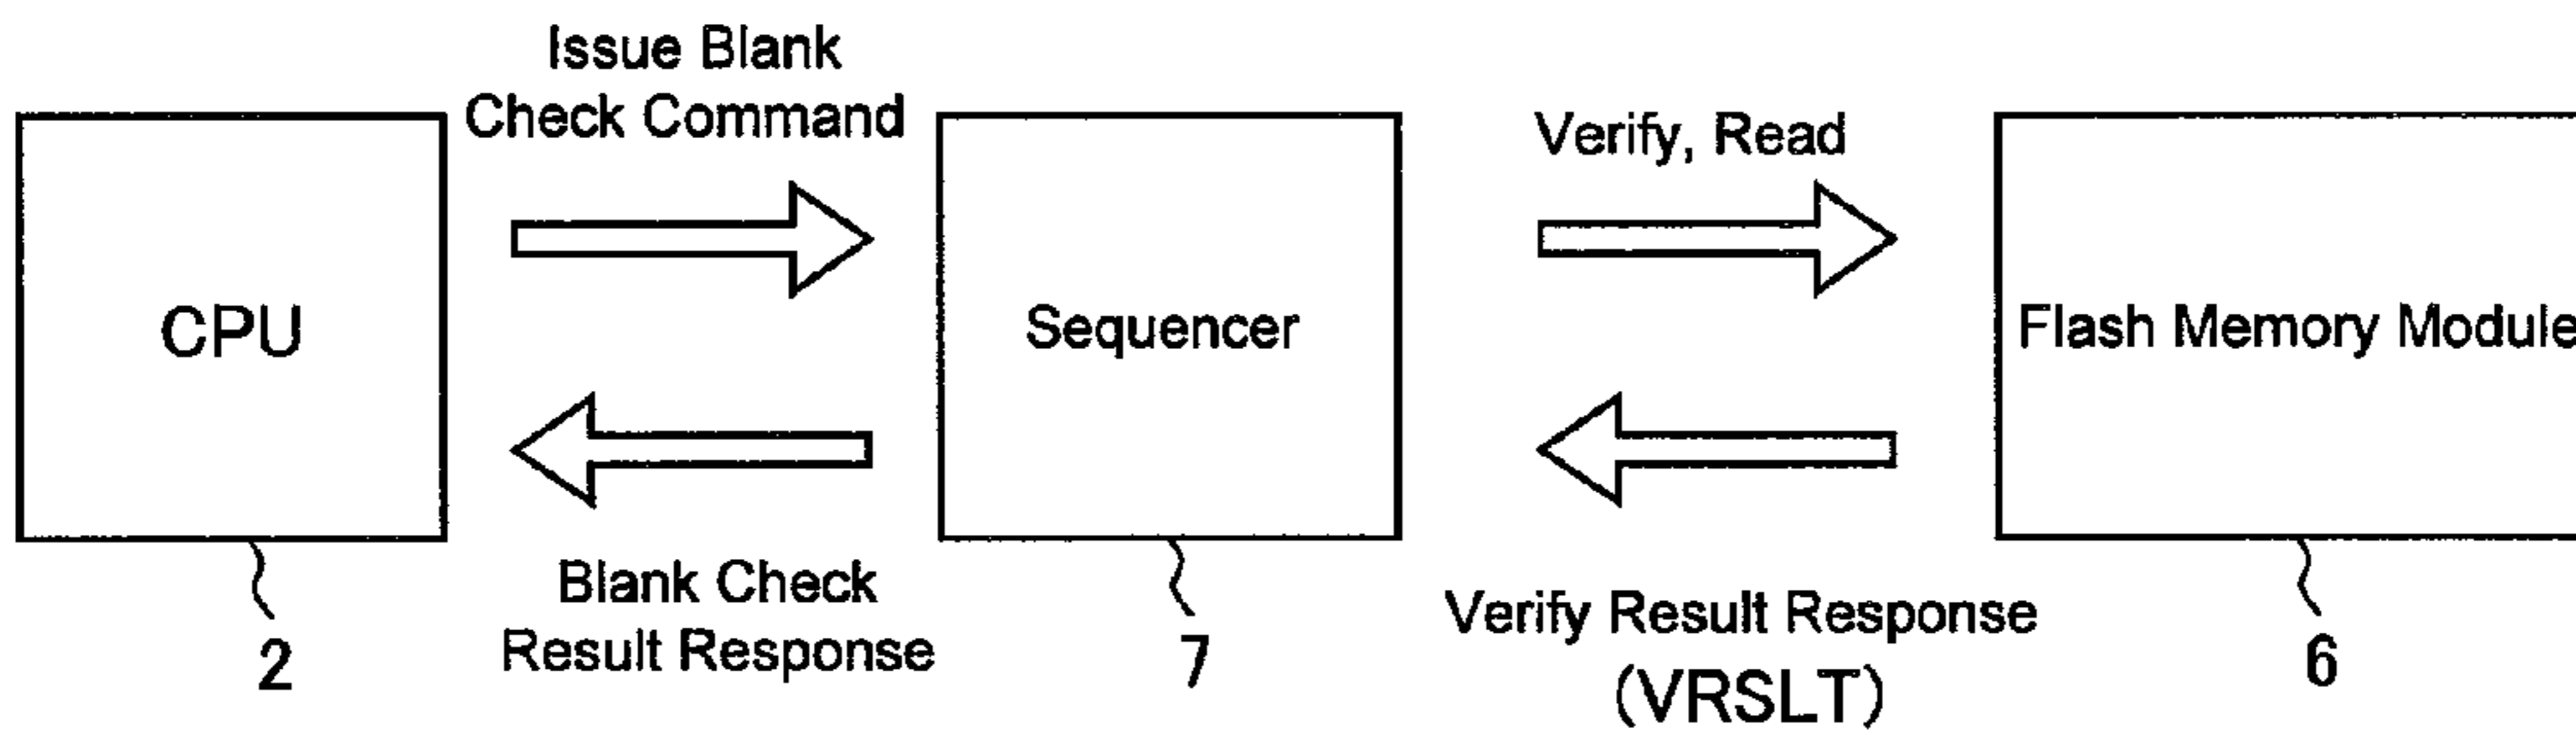 Issue Blank
Check Command
Verify, Read
CPU
Sequencer
Flash Memory Module
Blank Check
Result Response
Verify Result Response
(VRSLT)
2
7
6